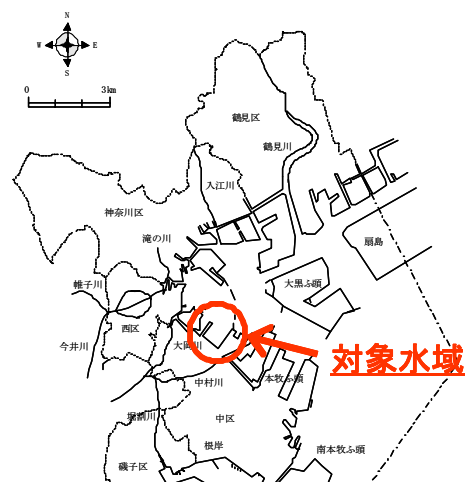 N
W E
S
0 3km
鶴見区
鶴見川
入江川
神奈川区
扇島
滝の川
帷子川
大黒ふ頭
西区
今井川
大岡川
対象水域
中村川
本牧ふ頭
堀割川
中区
根岸
南本牧ふ頭
磯子区